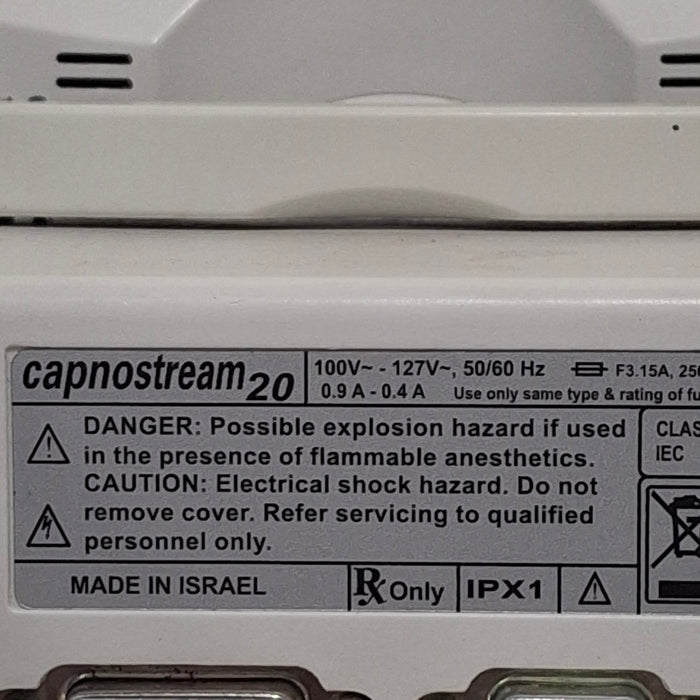 capnostream20
100V~ - 127V~, 50/60 Hz F3.15A,
0.9 A - 0.4 A Use only same type & rating of
DANGER: Possible explosion hazard if used
in the presence of flammable anesthetics.
CAUTION: Electrical shock hazard. Do not
remove cover. Refer servicing to qualified
personnel only.
IEC
MADE IN ISRAEL
Rx Only
IPX1